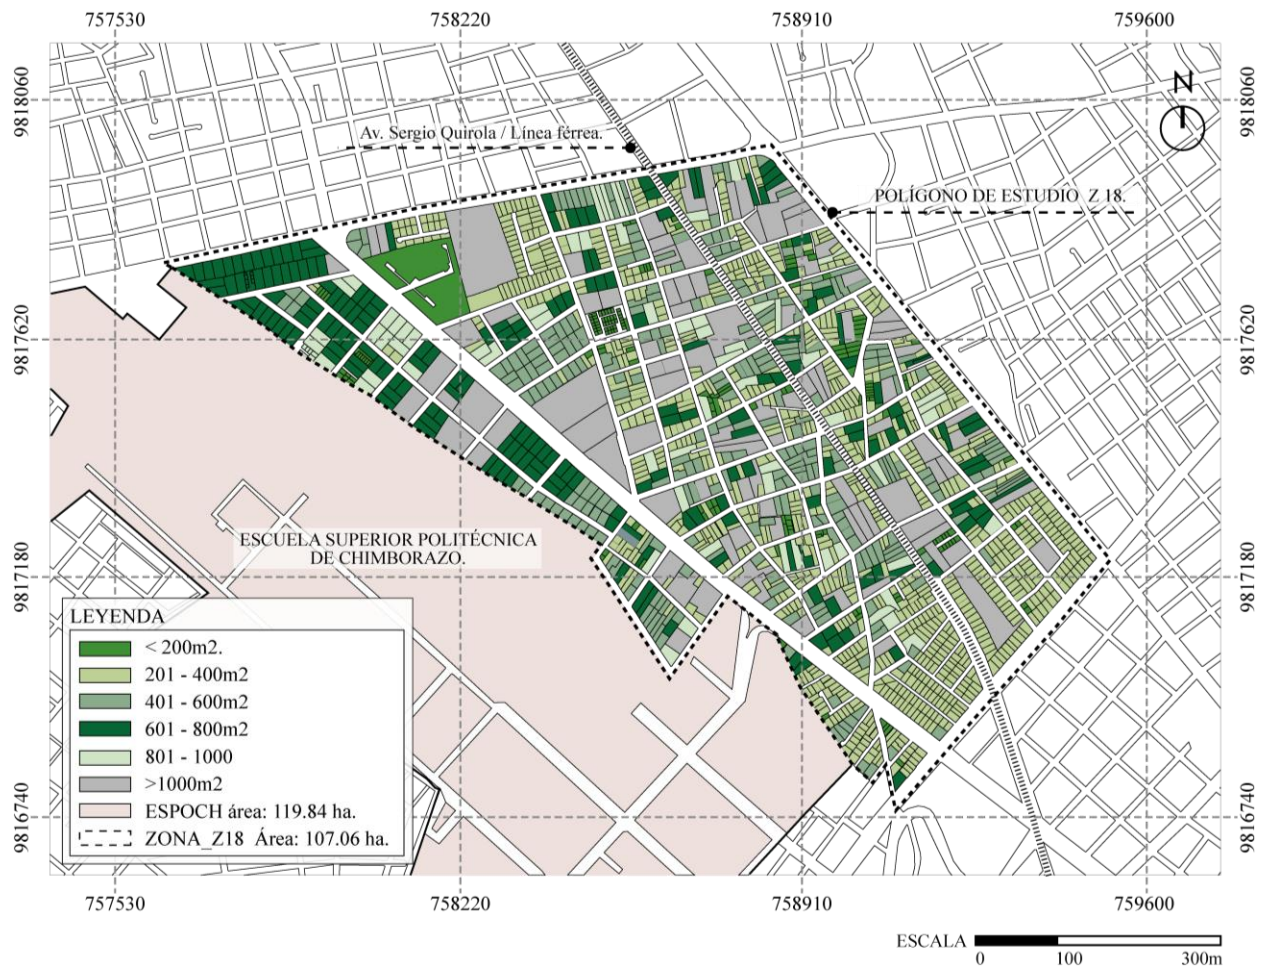 757530 758220 758910 759600
9818060 9818060
N
Av. Sergio Quirola / Línea férrea.
POLÍGONO DE ESTUDÍO Z 18.
9817620 9817620
ESCUELA SUPERIOR POLITÉCNICA
DE CHIMBORAZO.
9817180 9817180
LEYENDA
< 200m2.
201 - 400m2
401 - 600m2
601 - 800m2
801 - 1000
>1000m2
ESPOCH área: 119.84 ha.
ZONA_Z18 Área: 107.06 ha.
9816740 9816740
757530 758220 758910 759600
ESCALA
0 100 300m